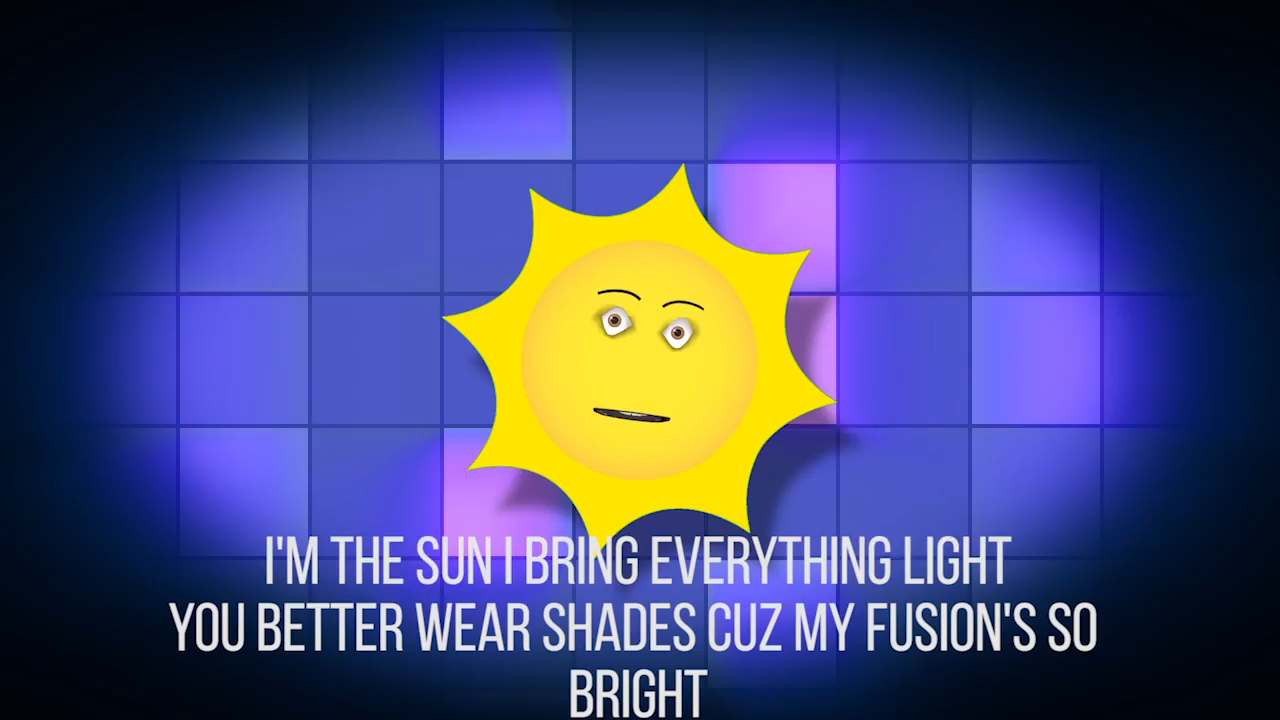 I'M THE SUN I BRING EVERYTHING LIGHT
YOU BETTER WEAR SHADES CUZ MY FUSION'S SO
BRIGHT